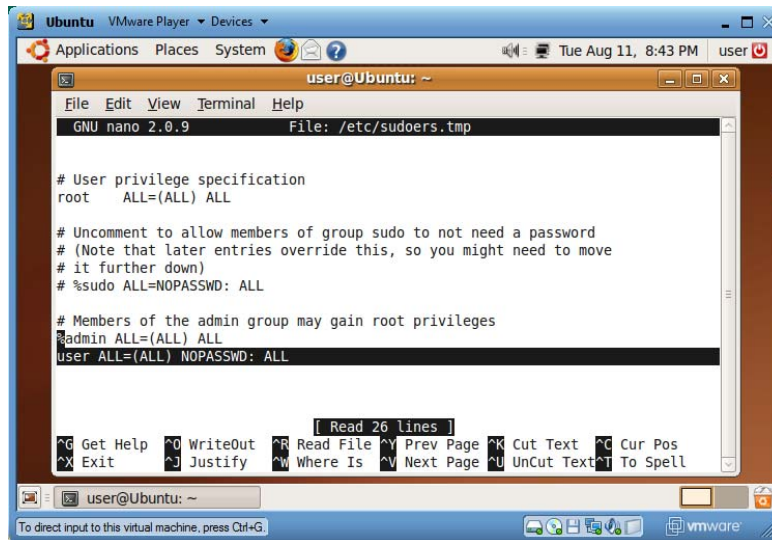 Ubuntu VMware Player Devices
Applications Places System Tue Aug 11, 8:43 PM user
user@Ubuntu: ~
File Edit View Terminal Help
GNU nano 2.0.9 File: /etc/sudoers.tmp
# User privilege specification
root ALL=(ALL) ALL
# Uncomment to allow members of group sudo to not need a password
# (Note that later entries override this, so you might need to move
# it further down)
# %sudo ALL=NOPASSWD: ALL
# Members of the admin group may gain root privileges
%admin ALL=(ALL) ALL
user ALL=(ALL) NOPASSWD: ALL
[ Read 26 lines ]
^G Get Help ^O WriteOut ^R Read File ^Y Prev Page ^K Cut Text ^C Cur Pos
^X Exit ^J Justify ^W Where Is ^V Next Page ^U UnCut Text^T To Spell
user@Ubuntu: ~
To direct input to this virtual machine, press Ctrl+G.
vmware